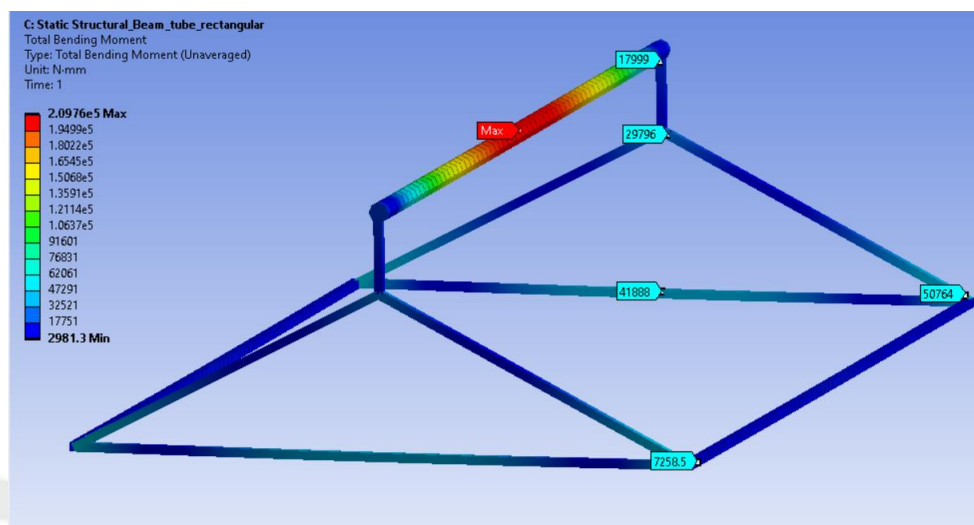 C: Static Structural_Beam_tube_rectangular
Total Bending Moment
Type: Total Bending Moment (Unaveraged)
Unit: N-mm
Time: 1
2.0976e5 Max
1.9499e5
1.8022e5
1.6545e5
1.5068e5
1.3591e5
1.2114e5
1.0637e5
91601
76831
62061
47291
32521
17751
2981.3 Min
17999
Max
29796
41888
50764
7258.5